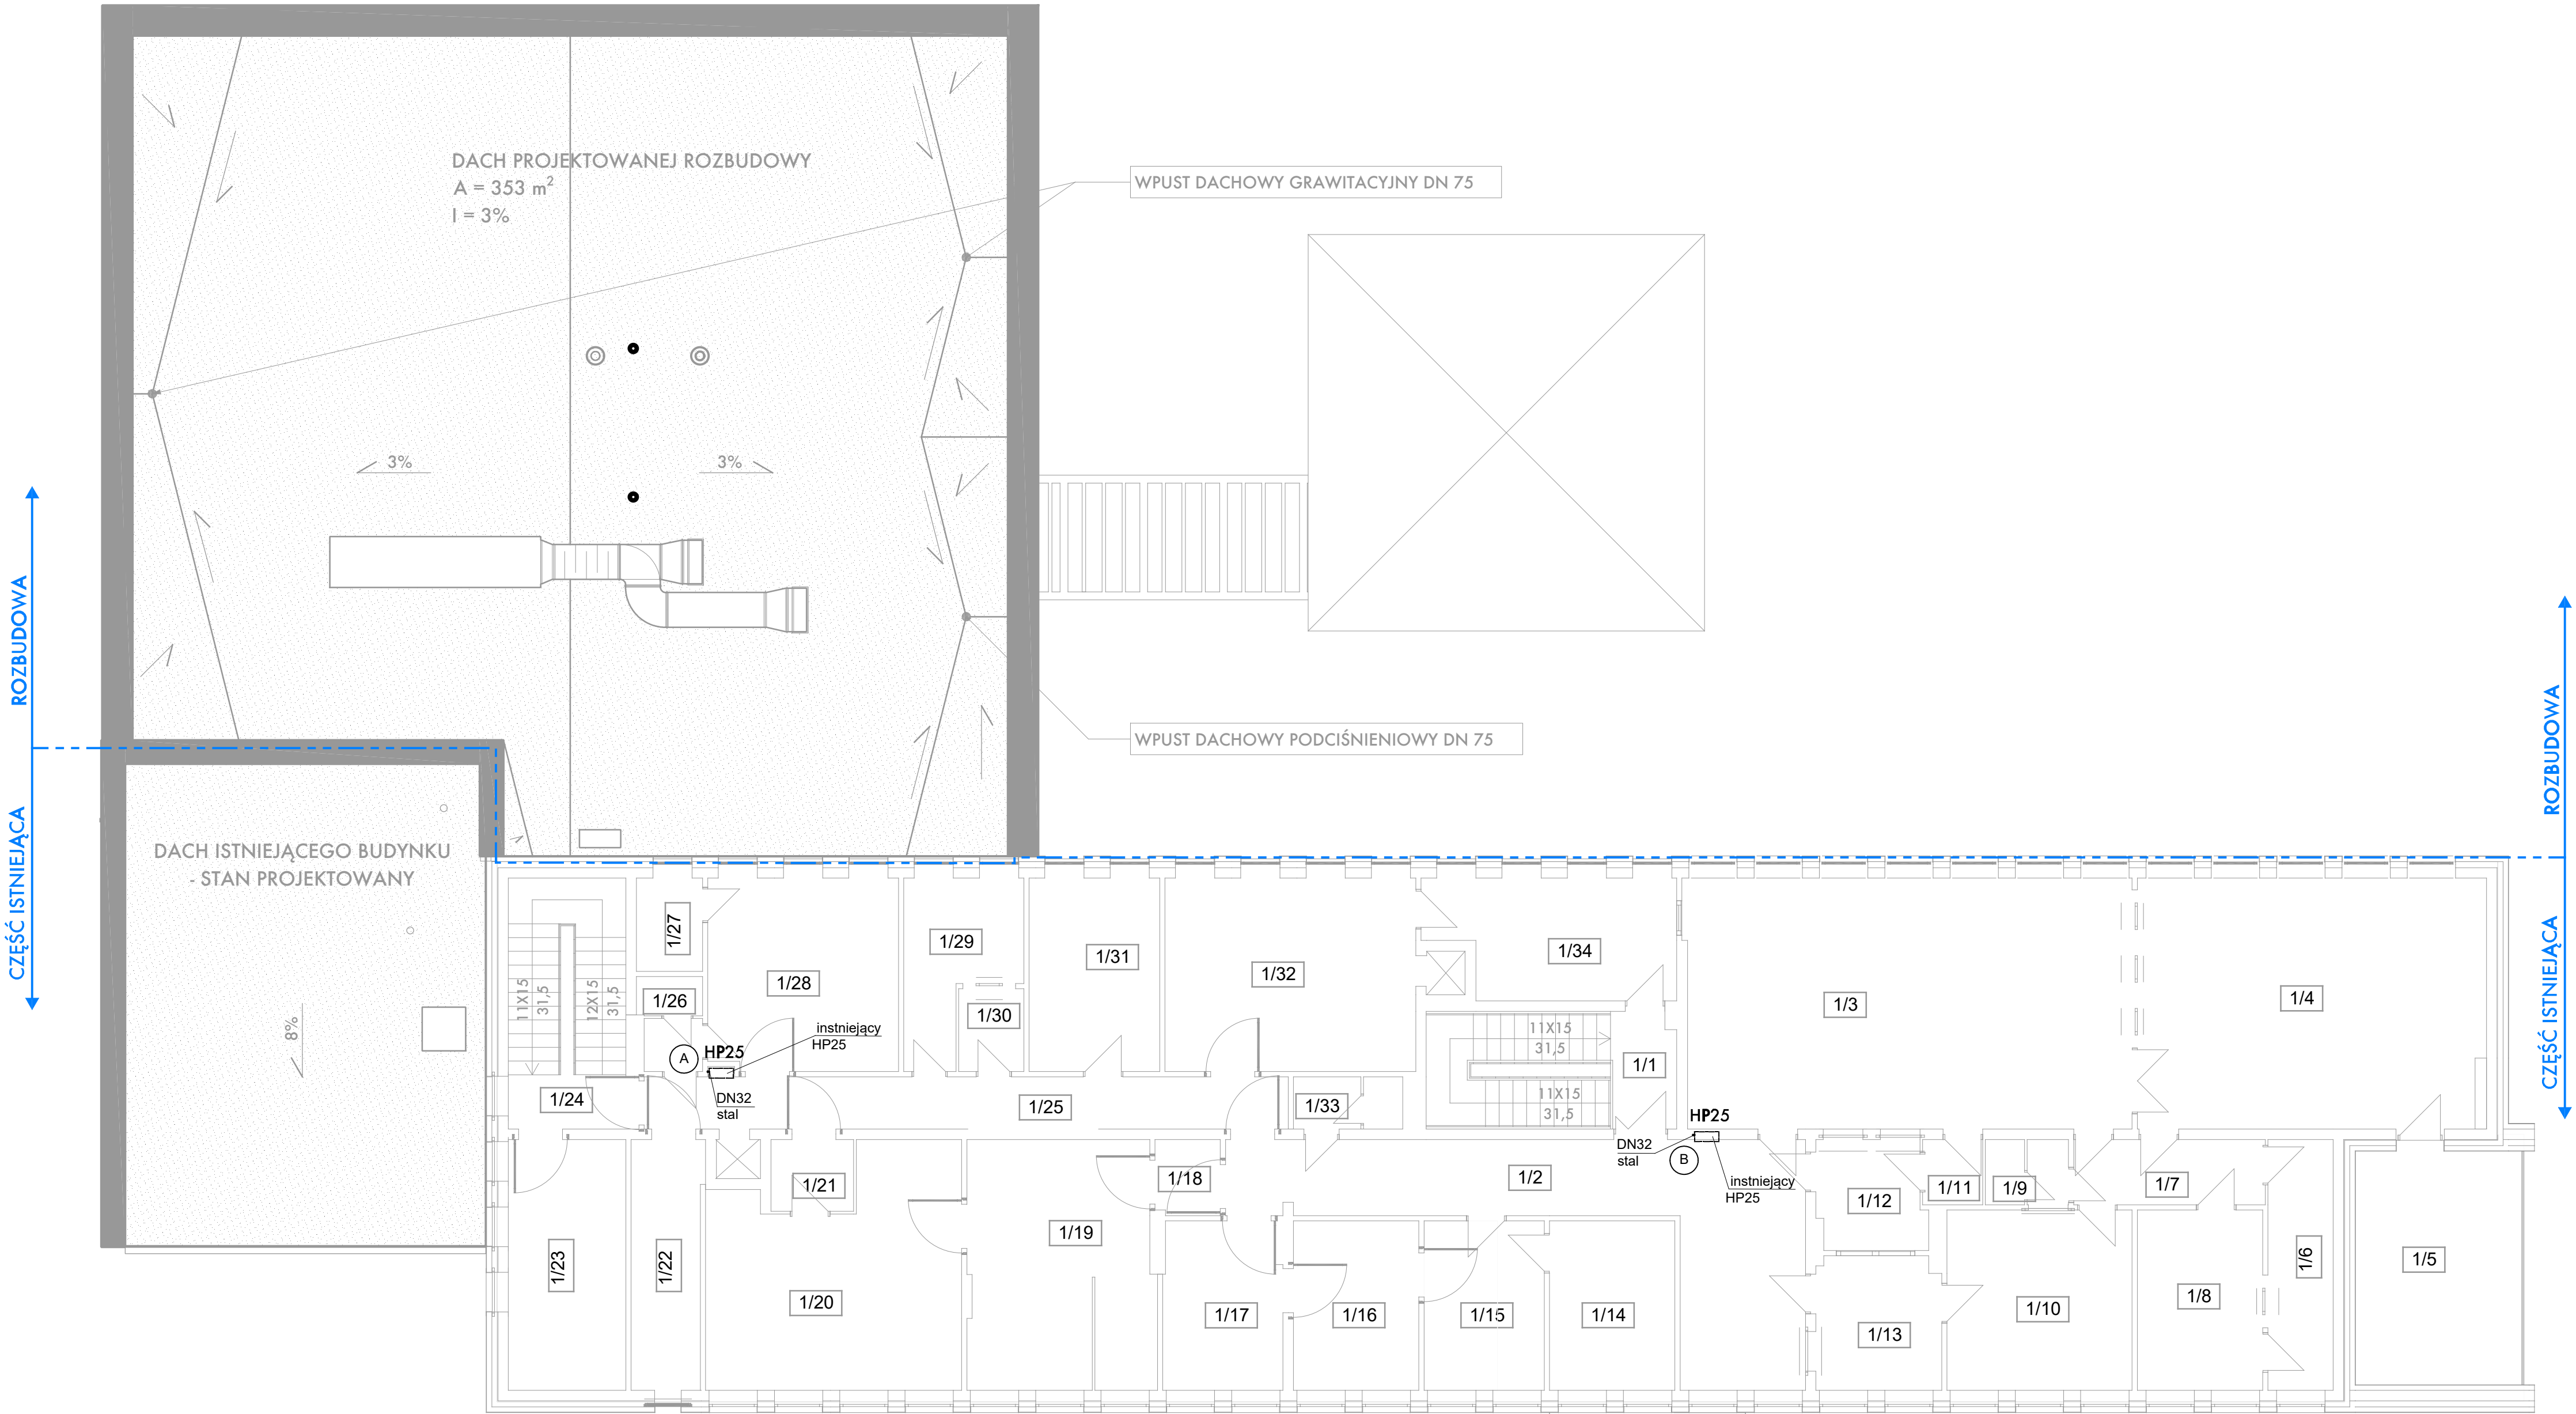 DACH PROJEKTOWANEJ ROZBUDOWY
A = 353 m²
I = 3%
WPUST DACHOWY GRAWITACYJNY DN 75
3%
3%
ROZBUDOWA
CZĘŚĆ ISTNIEJĄCA
ROZBUDOWA
CZĘŚĆ ISTNIEJĄCA
WPUST DACHOWY PODCIŚNIENIOWY DN 75
DACH ISTNIEJĄCEGO BUDYNKU
- STAN PROJEKTOWANY
8%
11X15
31,5
12X15
31,5
1/27
1/26
1/28
1/29
1/30
1/31
1/32
1/34
1/3
1/4
instniejący
HP25
A
HP25
DN32
stal
1/24
1/25
1/33
11X15
31,5
11X15
31,5
1/1
HP25
DN32
stal
B
instniejący
HP25
1/2
1/18
1/21
1/19
1/23
1/22
1/20
1/17
1/16
1/15
1/14
1/12
1/11
1/9
1/7
1/13
1/10
1/8
1/6
1/5